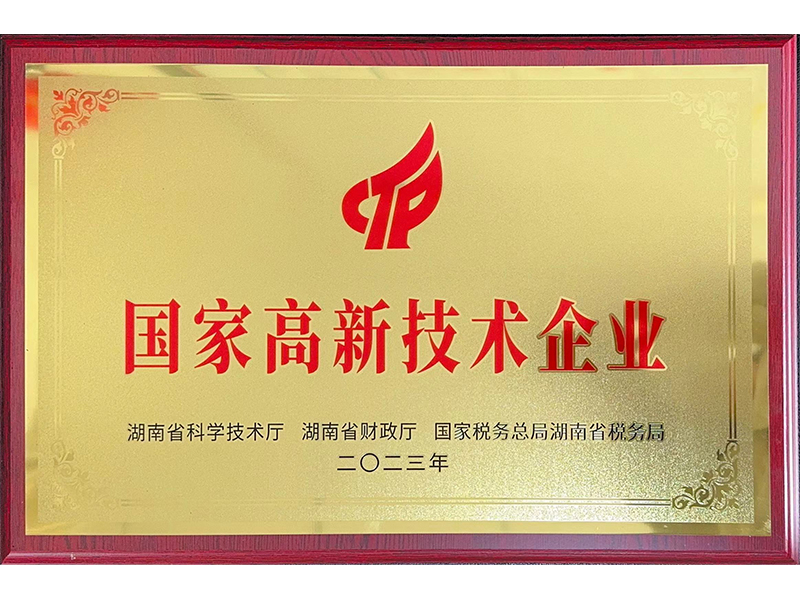 CTP
国家高新技术企业
湖南省科学技术厅 湖南省财政厅 国家税务总局湖南省税务局
二〇二三年